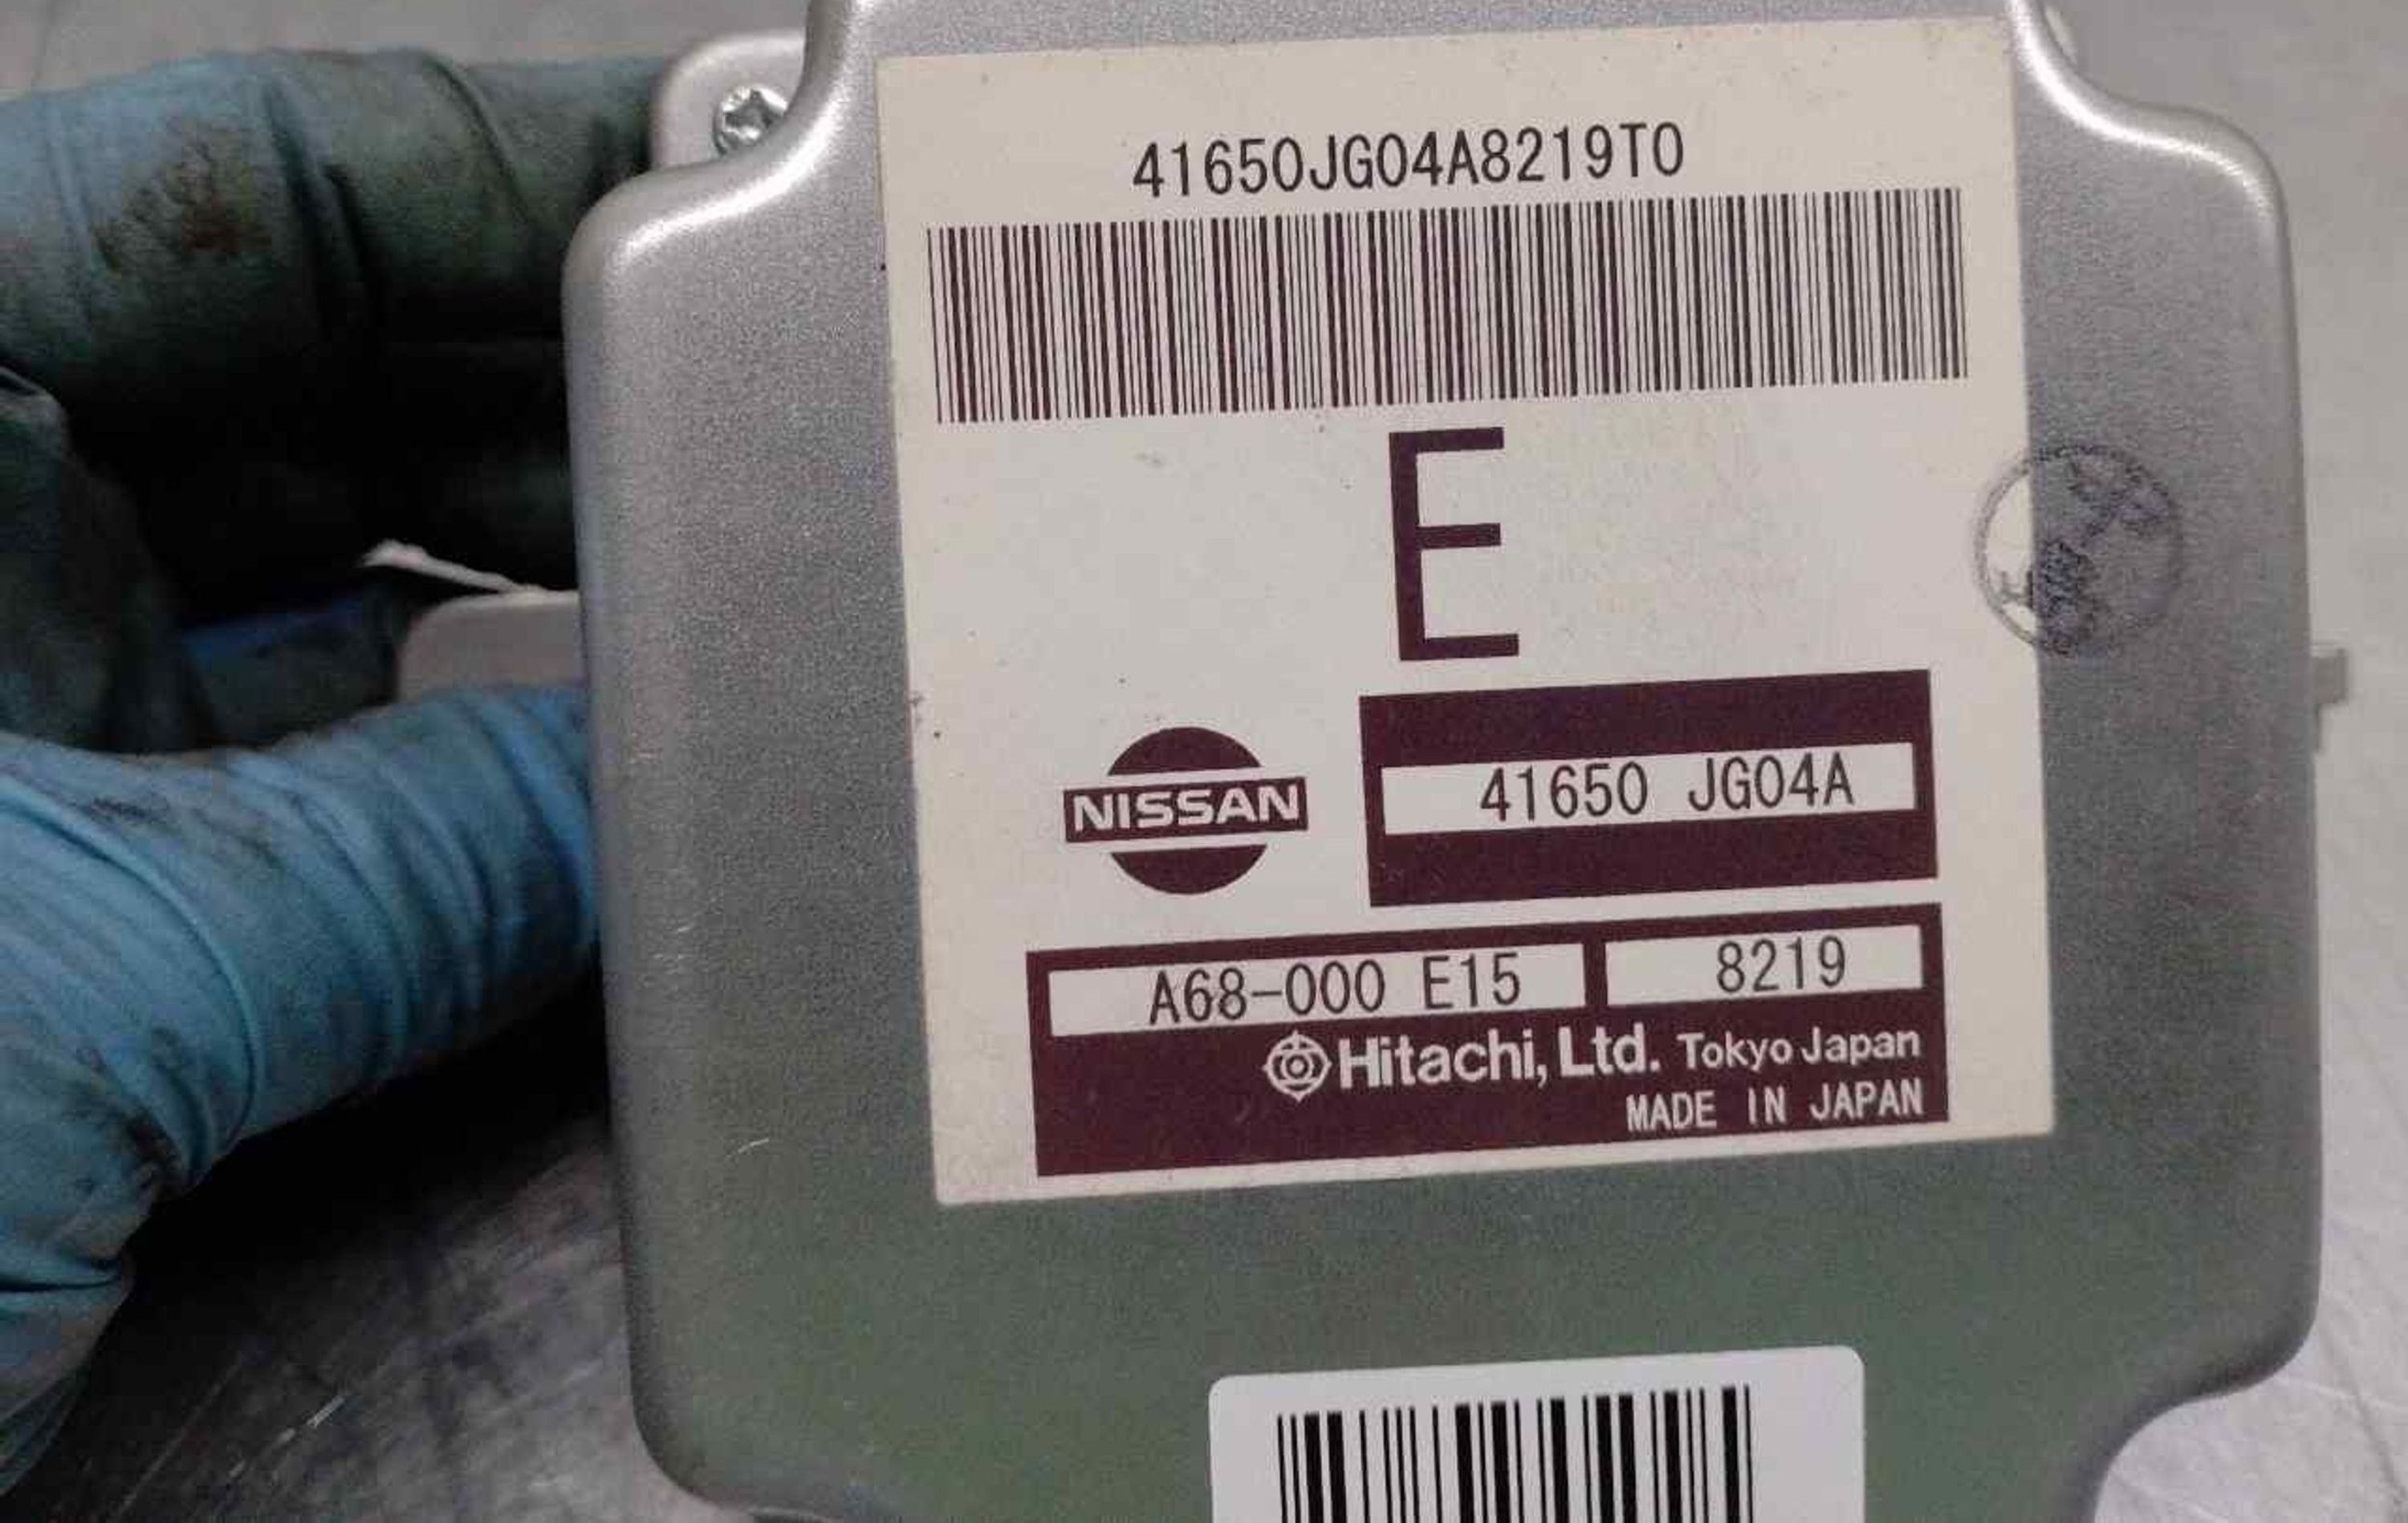 41650JG04A8219T0
E
NISSAN
41650 JG04A
A68-000 E15
8219
Hitachi, Ltd. Tokyo Japan
MADE IN JAPAN